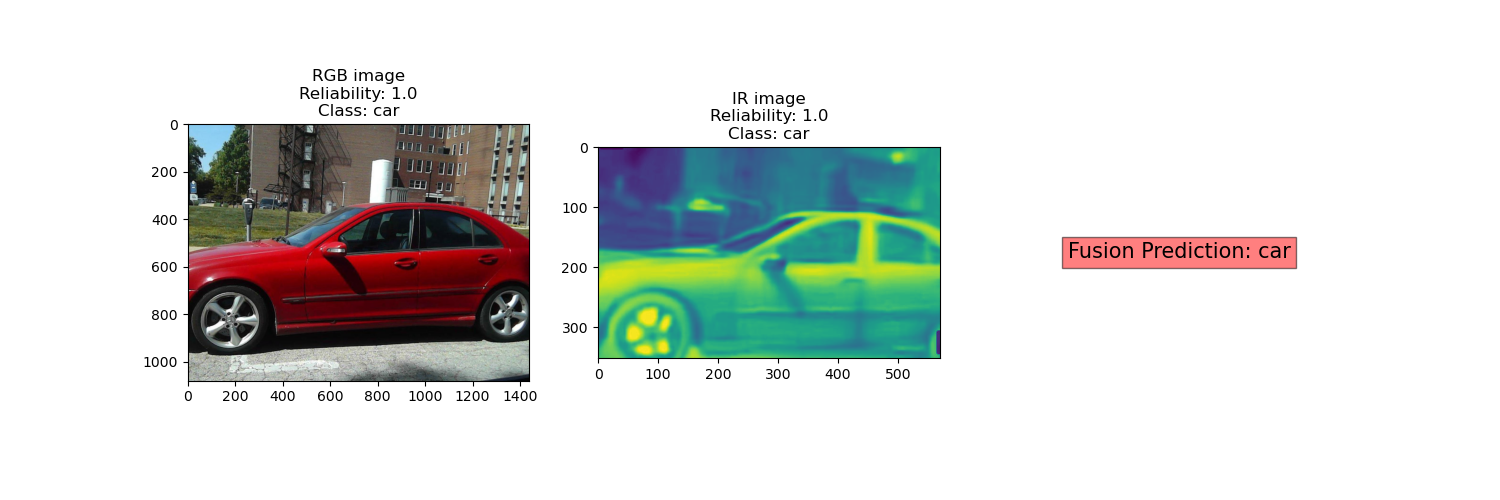 RGB image
Reliability: 1.0
Class: car
0
200
400
600
800
1000
0 200 400 600 800 1000 1200 1400
IR image
Reliability: 1.0
Class: car
0
100
200
300
0 100 200 300 400 500
Fusion Prediction: car